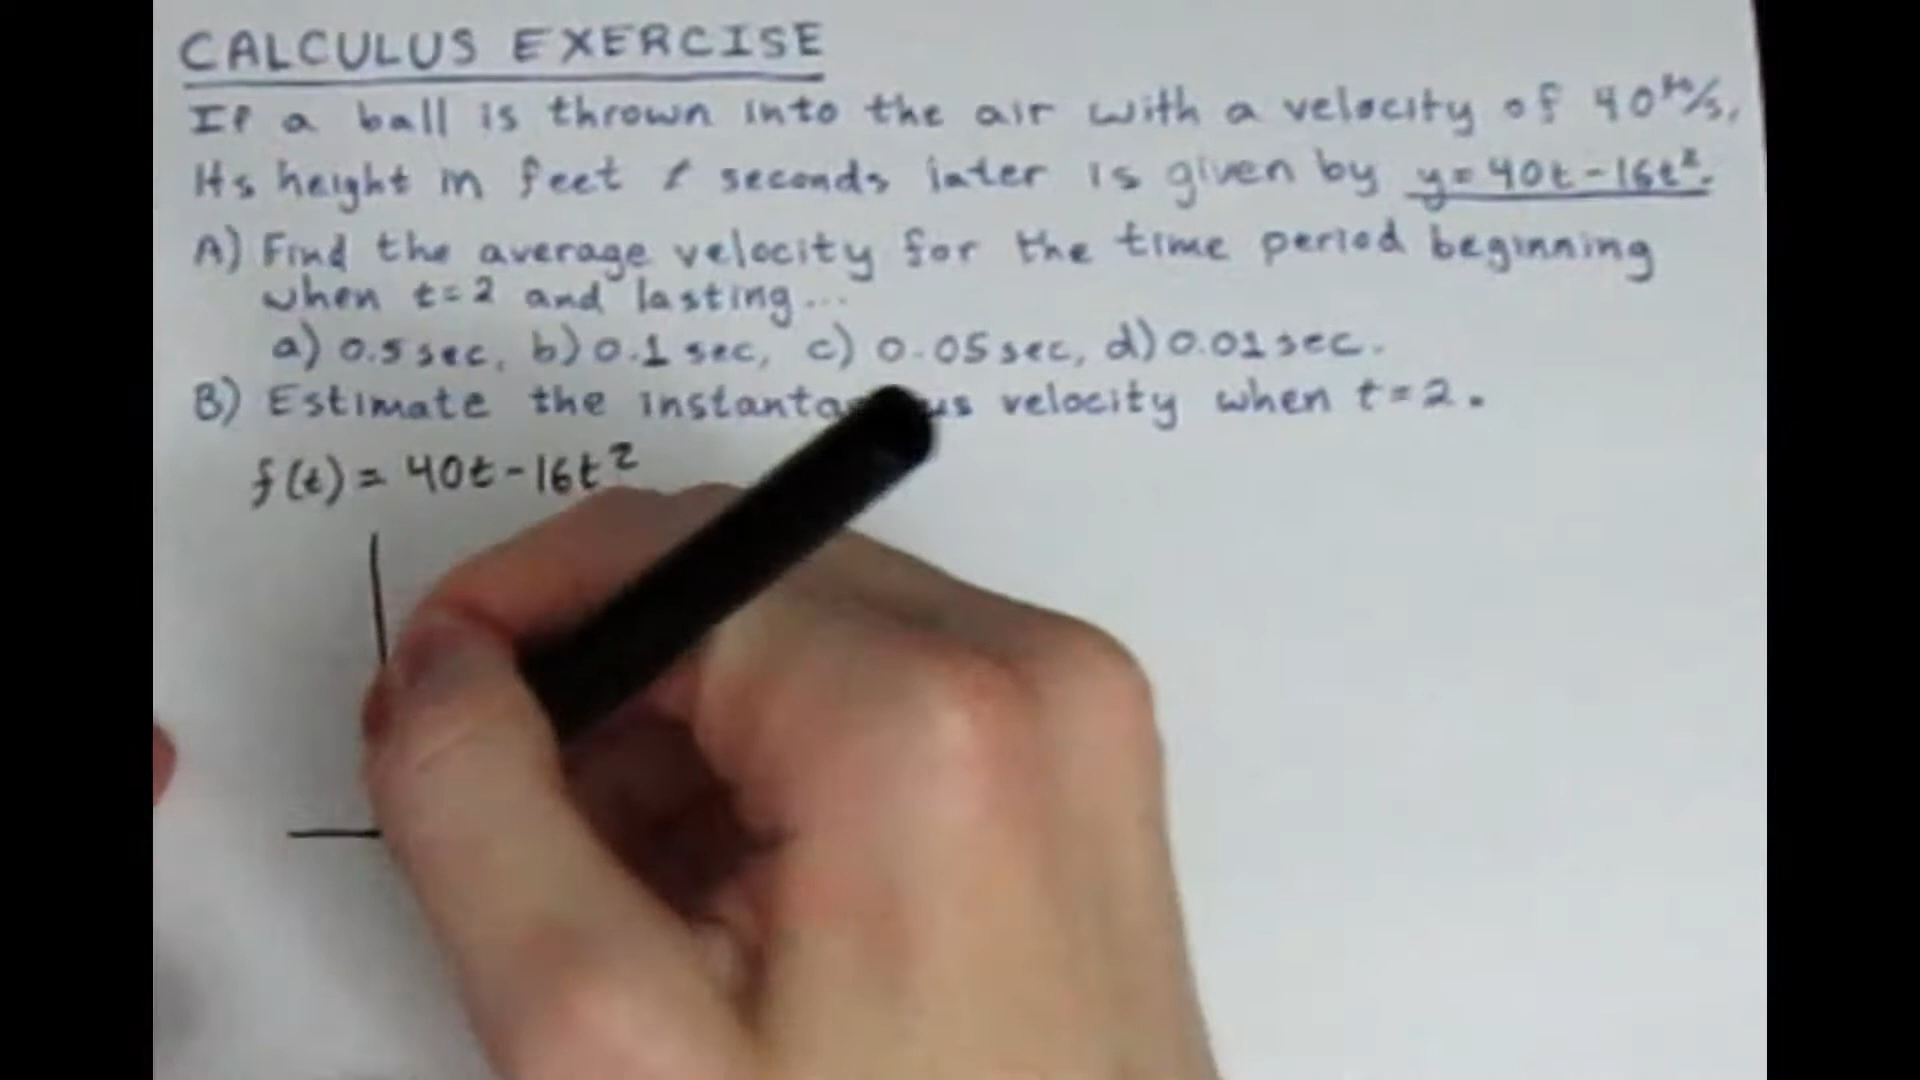 CALCULUS EXERCISE
If a ball is thrown into the air with a velocity of 40 ft/s,
its height in feet t seconds later is given by y=40t-16t².
A) Find the average velocity for the time period beginning
when t=2 and lasting...
a) 0.5 sec, b) 0.1 sec, c) 0.05 sec, d) 0.01 sec.
B) Estimate the velocity when t=2.
f(t) = 40t-16t²